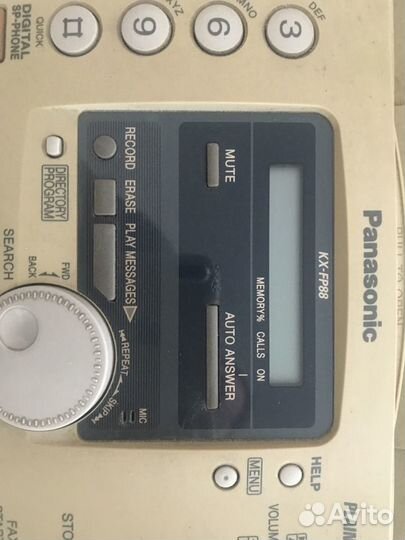 Panasonic
KX-FP88
DEF
3
MNO
6
9
QUICK
DIGITAL
SP-PHONE
MUTE
MEMORY% CALLS ON
AUTO ANSWER
RECORD
ERASE
PLAY MESSAGES
REPEAT
SKIP
MIC
DIRECTORY
PROGRAM
SEARCH
FWD
BACK
HELP
MENU
Avito